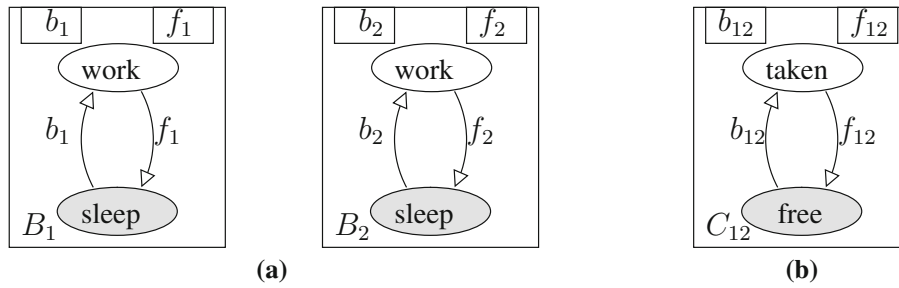 b₁ f₁ b₂ f₂ b₁₂ f₁₂
work work taken
b₁ f₁ b₂ f₂ b₁₂ f₁₂
sleep sleep free
B₁ B₂ C₁₂
(a) (b)